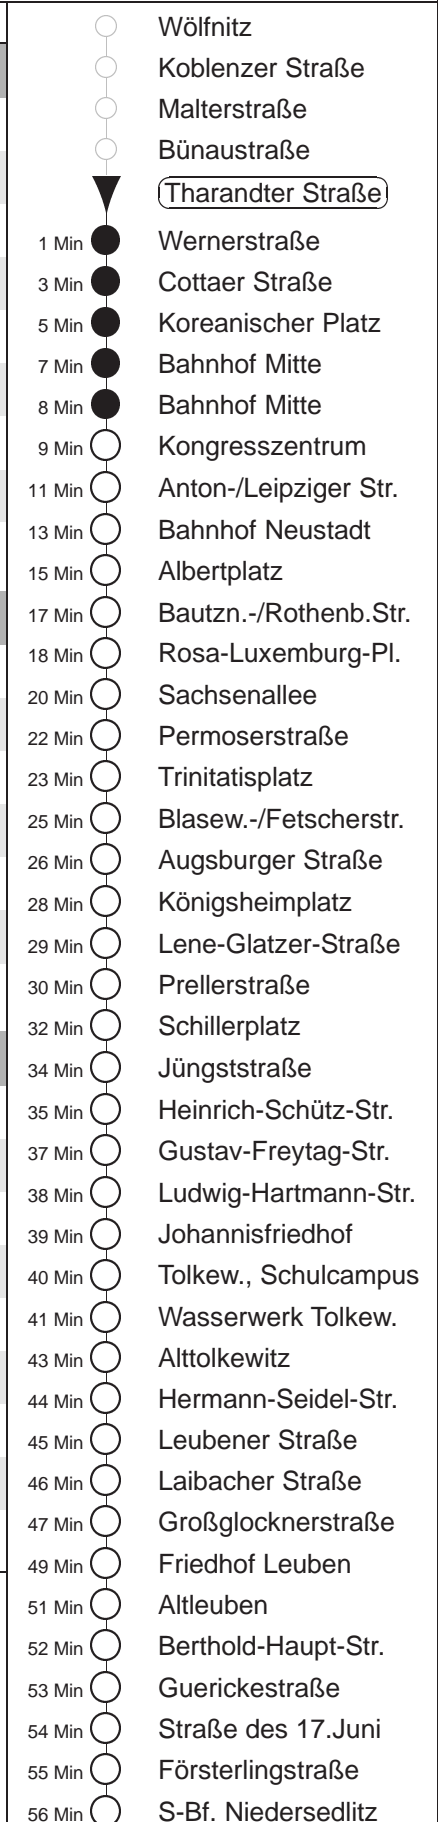 Wölfnitz
Koblenzer Straße
Malterstraße
Bünaustraße
Tharandter Straße
1 Min Wernerstraße
3 Min Cottaer Straße
5 Min Koreanischer Platz
7 Min Bahnhof Mitte
8 Min Bahnhof Mitte
9 Min Kongresszentrum
11 Min Anton-/Leipziger Str.
13 Min Bahnhof Neustadt
15 Min Albertplatz
17 Min Bautzn.-/Rothenb.Str.
18 Min Rosa-Luxemburg-Pl.
20 Min Sachsenallee
22 Min Permoserstraße
23 Min Trinitatisplatz
25 Min Blasew.-/Fetscherstr.
26 Min Augsburger Straße
28 Min Königsheimplatz
29 Min Lene-Glatzer-Straße
30 Min Prellerstraße
32 Min Schillerplatz
34 Min Jüngststraße
35 Min Heinrich-Schütz-Str.
37 Min Gustav-Freytag-Str.
38 Min Ludwig-Hartmann-Str.
39 Min Johannisfriedhof
40 Min Tolkew., Schulcampus
41 Min Wasserwerk Tolkew.
43 Min Alttolkewitz
44 Min Hermann-Seidel-Str.
45 Min Leubener Straße
46 Min Laibacher Straße
47 Min Großglocknerstraße
49 Min Friedhof Leuben
51 Min Altleuben
52 Min Berthold-Haupt-Str.
53 Min Guerickestraße
54 Min Straße des 17.Juni
55 Min Försterlingstraße
56 Min S-Bf. Niedersedlitz